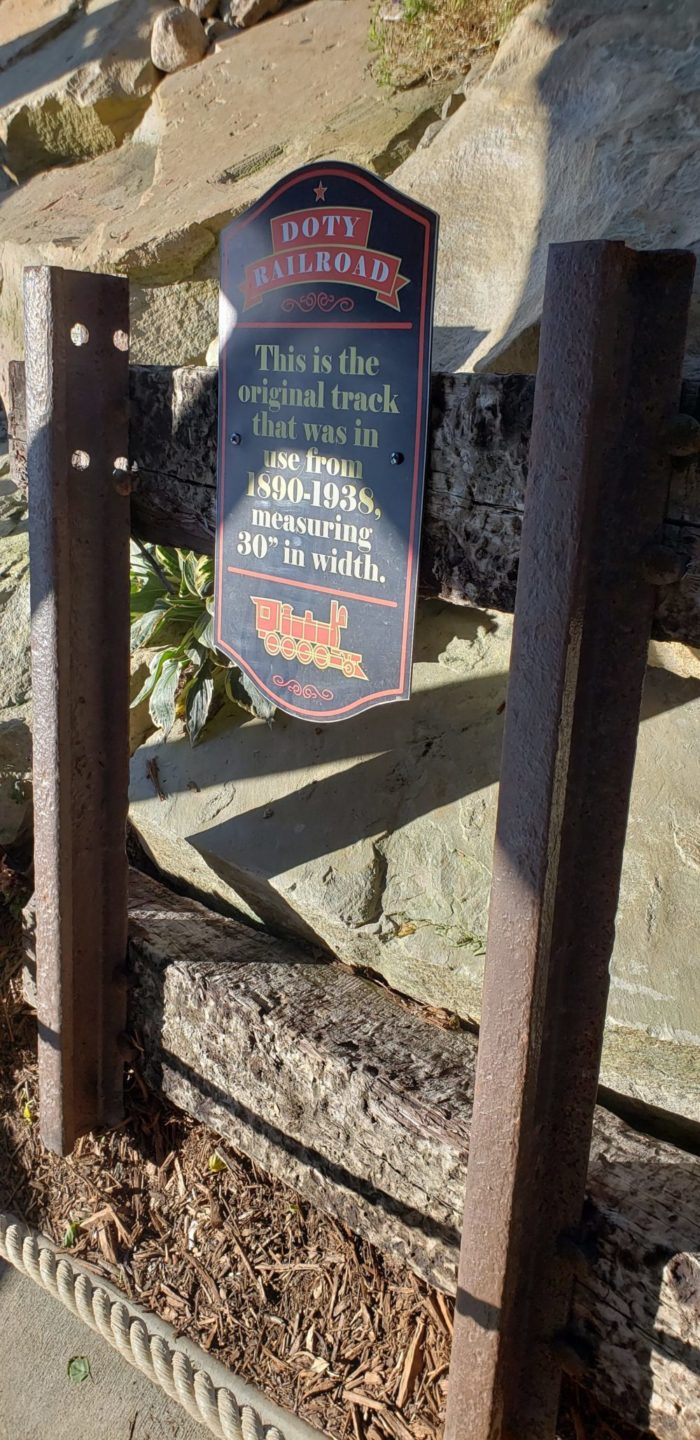 DOTY
RAILROAD
This is the
original track
that was in
use from
1890-1938,
measuring
30” in width.